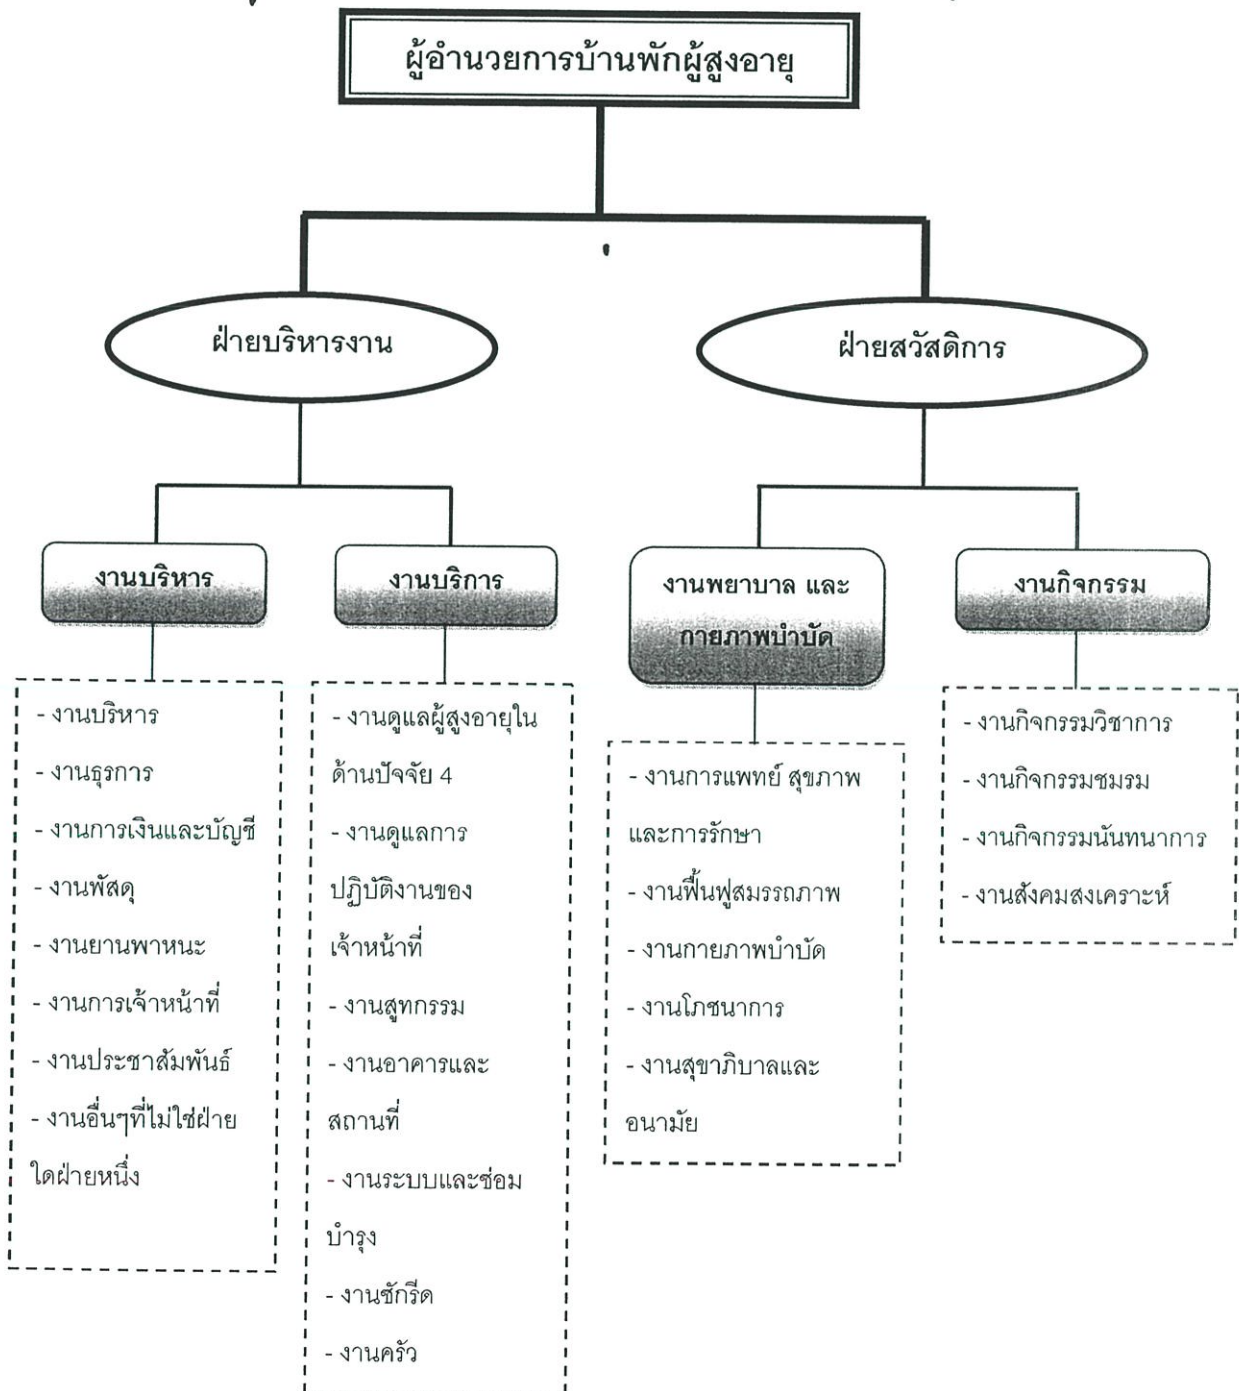 ผู้อำนวยการบ้านพักผู้สูงอายุ
ฝ่ายบริหารงาน
ฝ่ายสวัสดิการ
งานบริหาร
งานบริการ
งานพยาบาล และ
กายภาพบำบัด
งานกิจกรรม
- งานบริหาร
- งานธุรการ
- งานการเงินและบัญชี
- งานพัสดุ
- งานยานพาหนะ
- งานการเจ้าหน้าที่
- งานประชาสัมพันธ์
- งานอื่นๆที่ไม่ใช่ฝ่าย
ใดฝ่ายหนึ่ง
- งานดูแลผู้สูงอายุใน
ด้านปัจจัย 4
- งานดูแลการ
ปฏิบัติงานของ
เจ้าหน้าที่
- งานสูทกรรม
- งานอาคารและ
สถานที่
- งานระบบและซ่อม
บำรุง
- งานซักรีด
- งานครัว
- งานการแพทย์ สุขภาพ
และการรักษา
- งานฟื้นฟูสมรรถภาพ
- งานกายภาพบำบัด
- งานโภชนาการ
- งานสุขาภิบาลและ
อนามัย
- งานกิจกรรมวิชาการ
- งานกิจกรรมชมรม
- งานกิจกรรมนันทนาการ
- งานสังคมสงเคราะห์